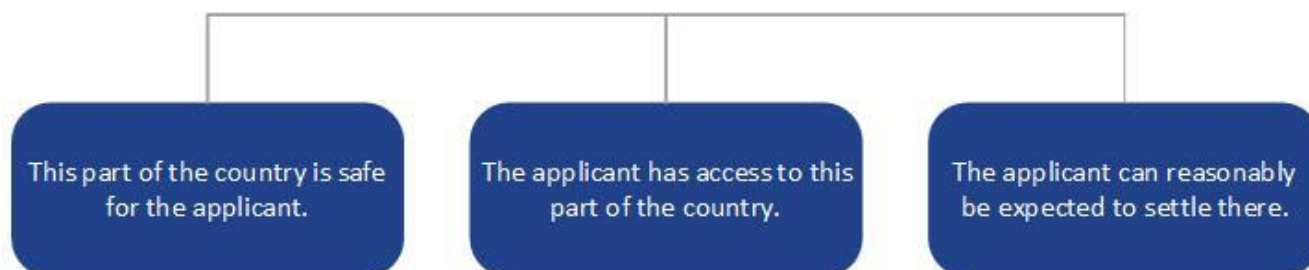 This part of the country is safe
for the applicant.
The applicant has access to this
part of the country.
The applicant can reasonably
be expected to settle there.